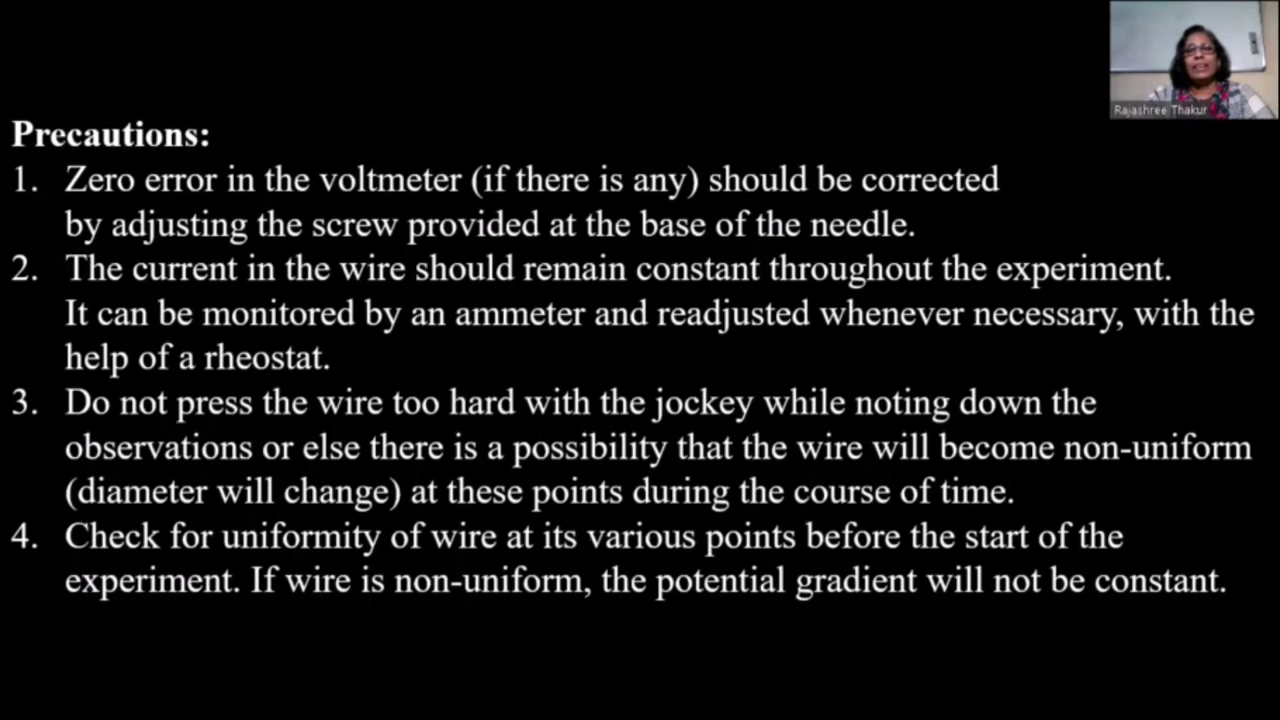 Rajashree Thakur
Precautions:
1. Zero error in the voltmeter (if there is any) should be corrected
by adjusting the screw provided at the base of the needle.
2. The current in the wire should remain constant throughout the experiment.
It can be monitored by an ammeter and readjusted whenever necessary, with the
help of a rheostat.
3. Do not press the wire too hard with the jockey while noting down the
observations or else there is a possibility that the wire will become non-uniform
(diameter will change) at these points during the course of time.
4. Check for uniformity of wire at its various points before the start of the
experiment. If wire is non-uniform, the potential gradient will not be constant.